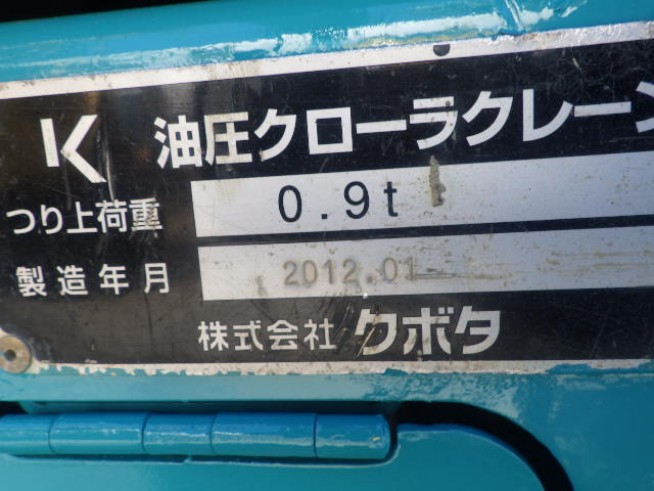 K 油圧クローラクレーン
つり上荷重 0.9t
製造年月 2012.01
株式会社 クボタ